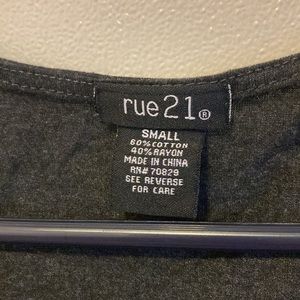 rue21®
SMALL
60% COTTON
40% RAYON
MADE IN CHINA
RN# 70829
SEE REVERSE
FOR CARE